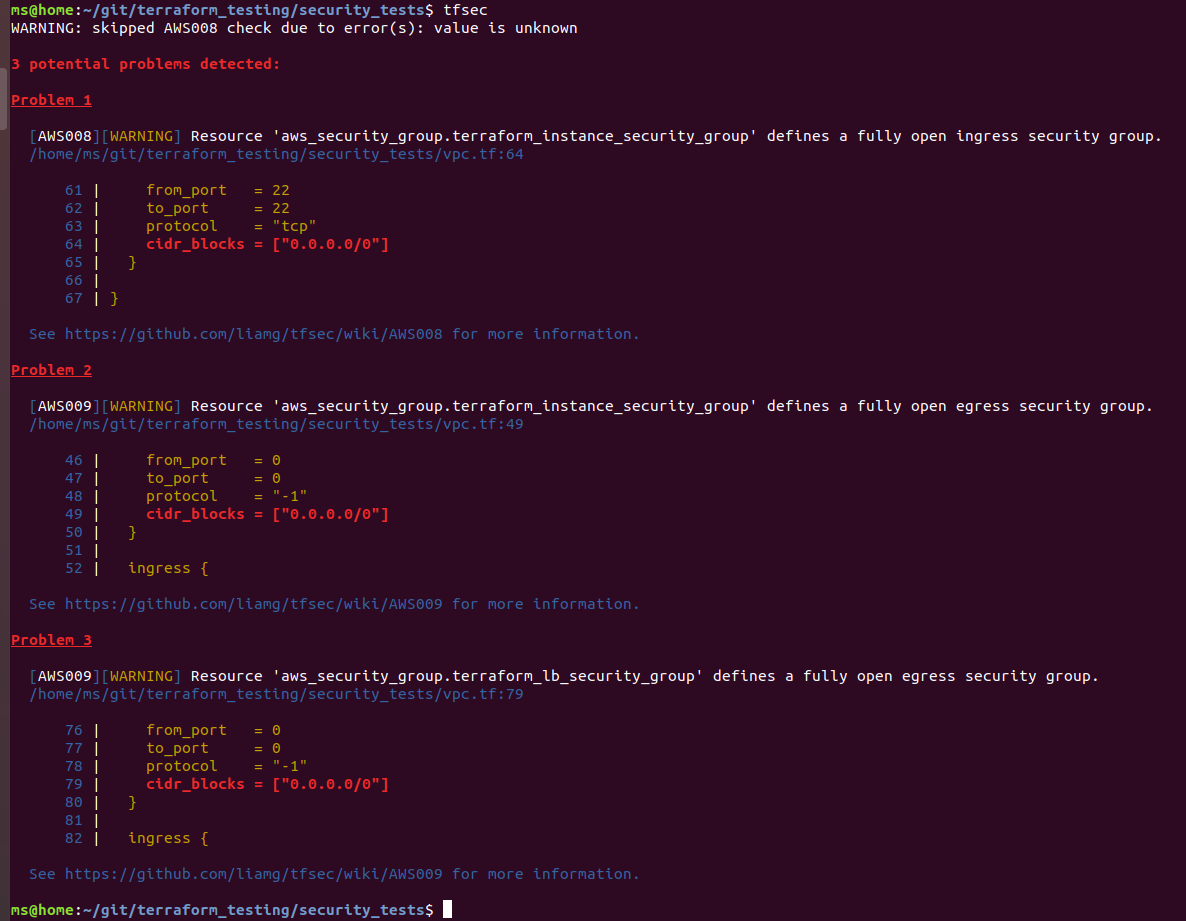 ms@home:~/git/terraform_testing/security_tests$ tfsec
WARNING: skipped AWS008 check due to error(s): value is unknown
3 potential problems detected:
Problem 1
[AWS008][WARNING] Resource 'aws_security_group.terraform_instance_security_group' defines a fully open ingress security group.
/home/ms/git/terraform_testing/security_tests/vpc.tf:64
61 |     from_port   = 22
62 |     to_port     = 22
63 |     protocol    = "tcp"
64 |     cidr_blocks = ["0.0.0.0/0"]
65 |   }
66 |
67 | }
See https://github.com/liamg/tfsec/wiki/AWS008 for more information.
Problem 2
[AWS009][WARNING] Resource 'aws_security_group.terraform_instance_security_group' defines a fully open egress security group.
/home/ms/git/terraform_testing/security_tests/vpc.tf:49
46 |     from_port   = 0
47 |     to_port     = 0
48 |     protocol    = "-1"
49 |     cidr_blocks = ["0.0.0.0/0"]
50 |   }
51 |
52 |   ingress {
See https://github.com/liamg/tfsec/wiki/AWS009 for more information.
Problem 3
[AWS009][WARNING] Resource 'aws_security_group.terraform_lb_security_group' defines a fully open egress security group.
/home/ms/git/terraform_testing/security_tests/vpc.tf:79
76 |     from_port   = 0
77 |     to_port     = 0
78 |     protocol    = "-1"
79 |     cidr_blocks = ["0.0.0.0/0"]
80 |   }
81 |
82 |   ingress {
See https://github.com/liamg/tfsec/wiki/AWS009 for more information.
ms@home:~/git/terraform_testing/security_tests$